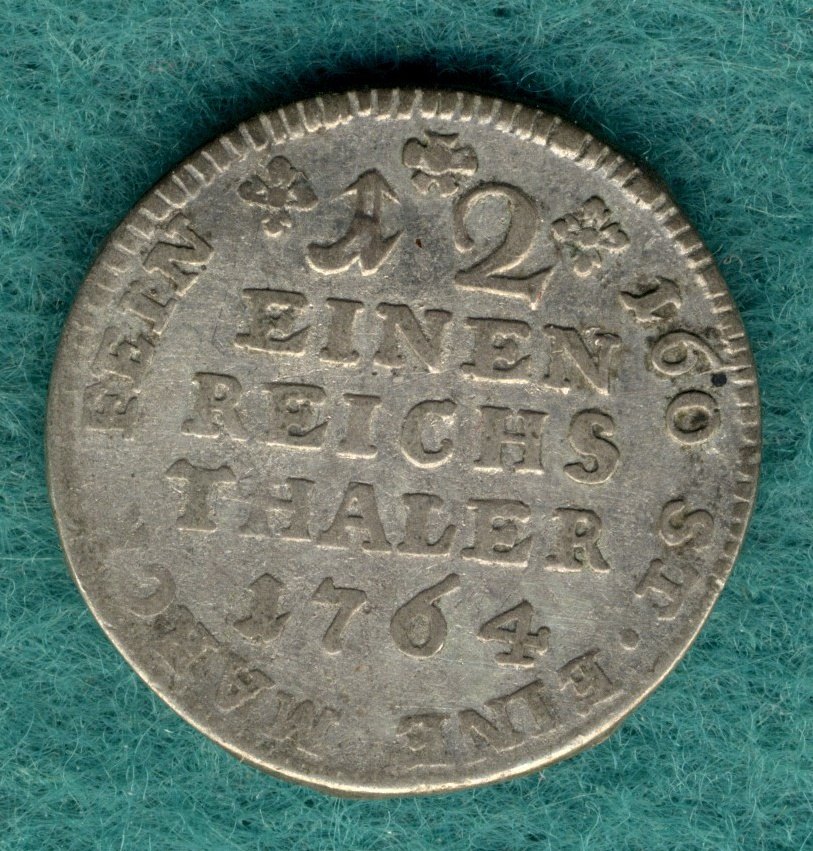 12
EINEN
REICHS
THALER
1764
160 · ST · EINE MARC FEIN